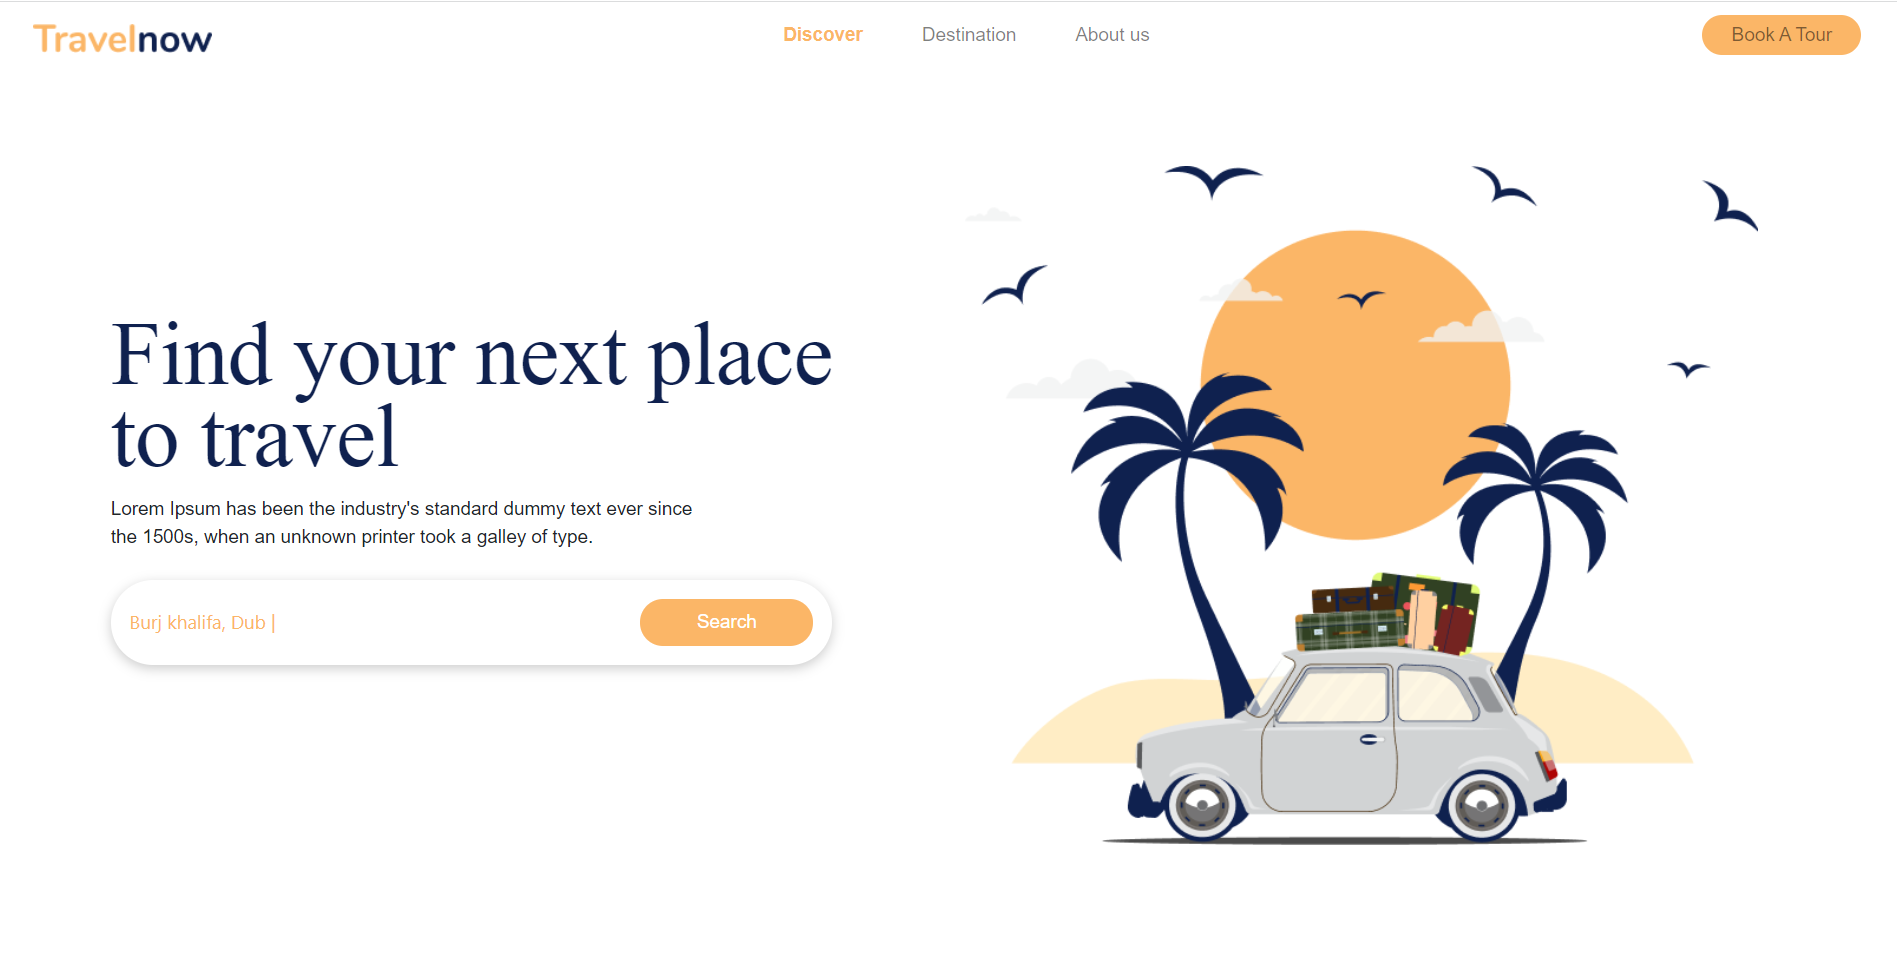 Travelnow
Discover
Destination
About us
Book A Tour
Find your next place
to travel
Lorem Ipsum has been the industry's standard dummy text ever since
the 1500s, when an unknown printer took a galley of type.
Burj khalifa, Dub |
Search